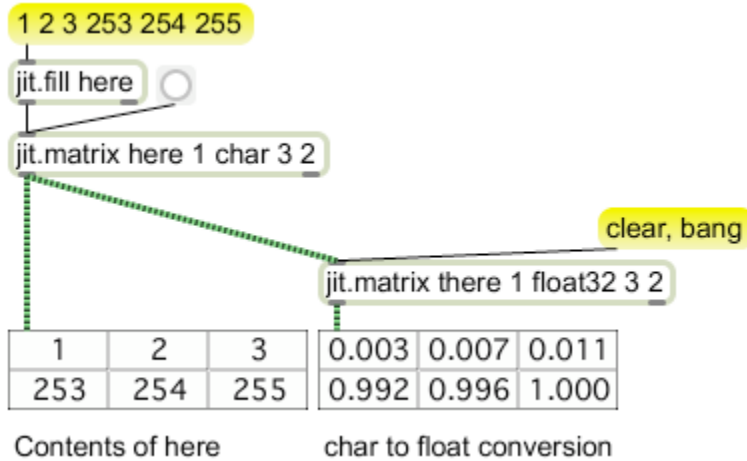 1 2 3 253 254 255
jit.fill here
jit.matrix here 1 char 3 2
clear, bang
jit.matrix there 1 float32 3 2
1 2 3
253 254 255
0.003 0.007 0.011
0.992 0.996 1.000
Contents of here
char to float conversion